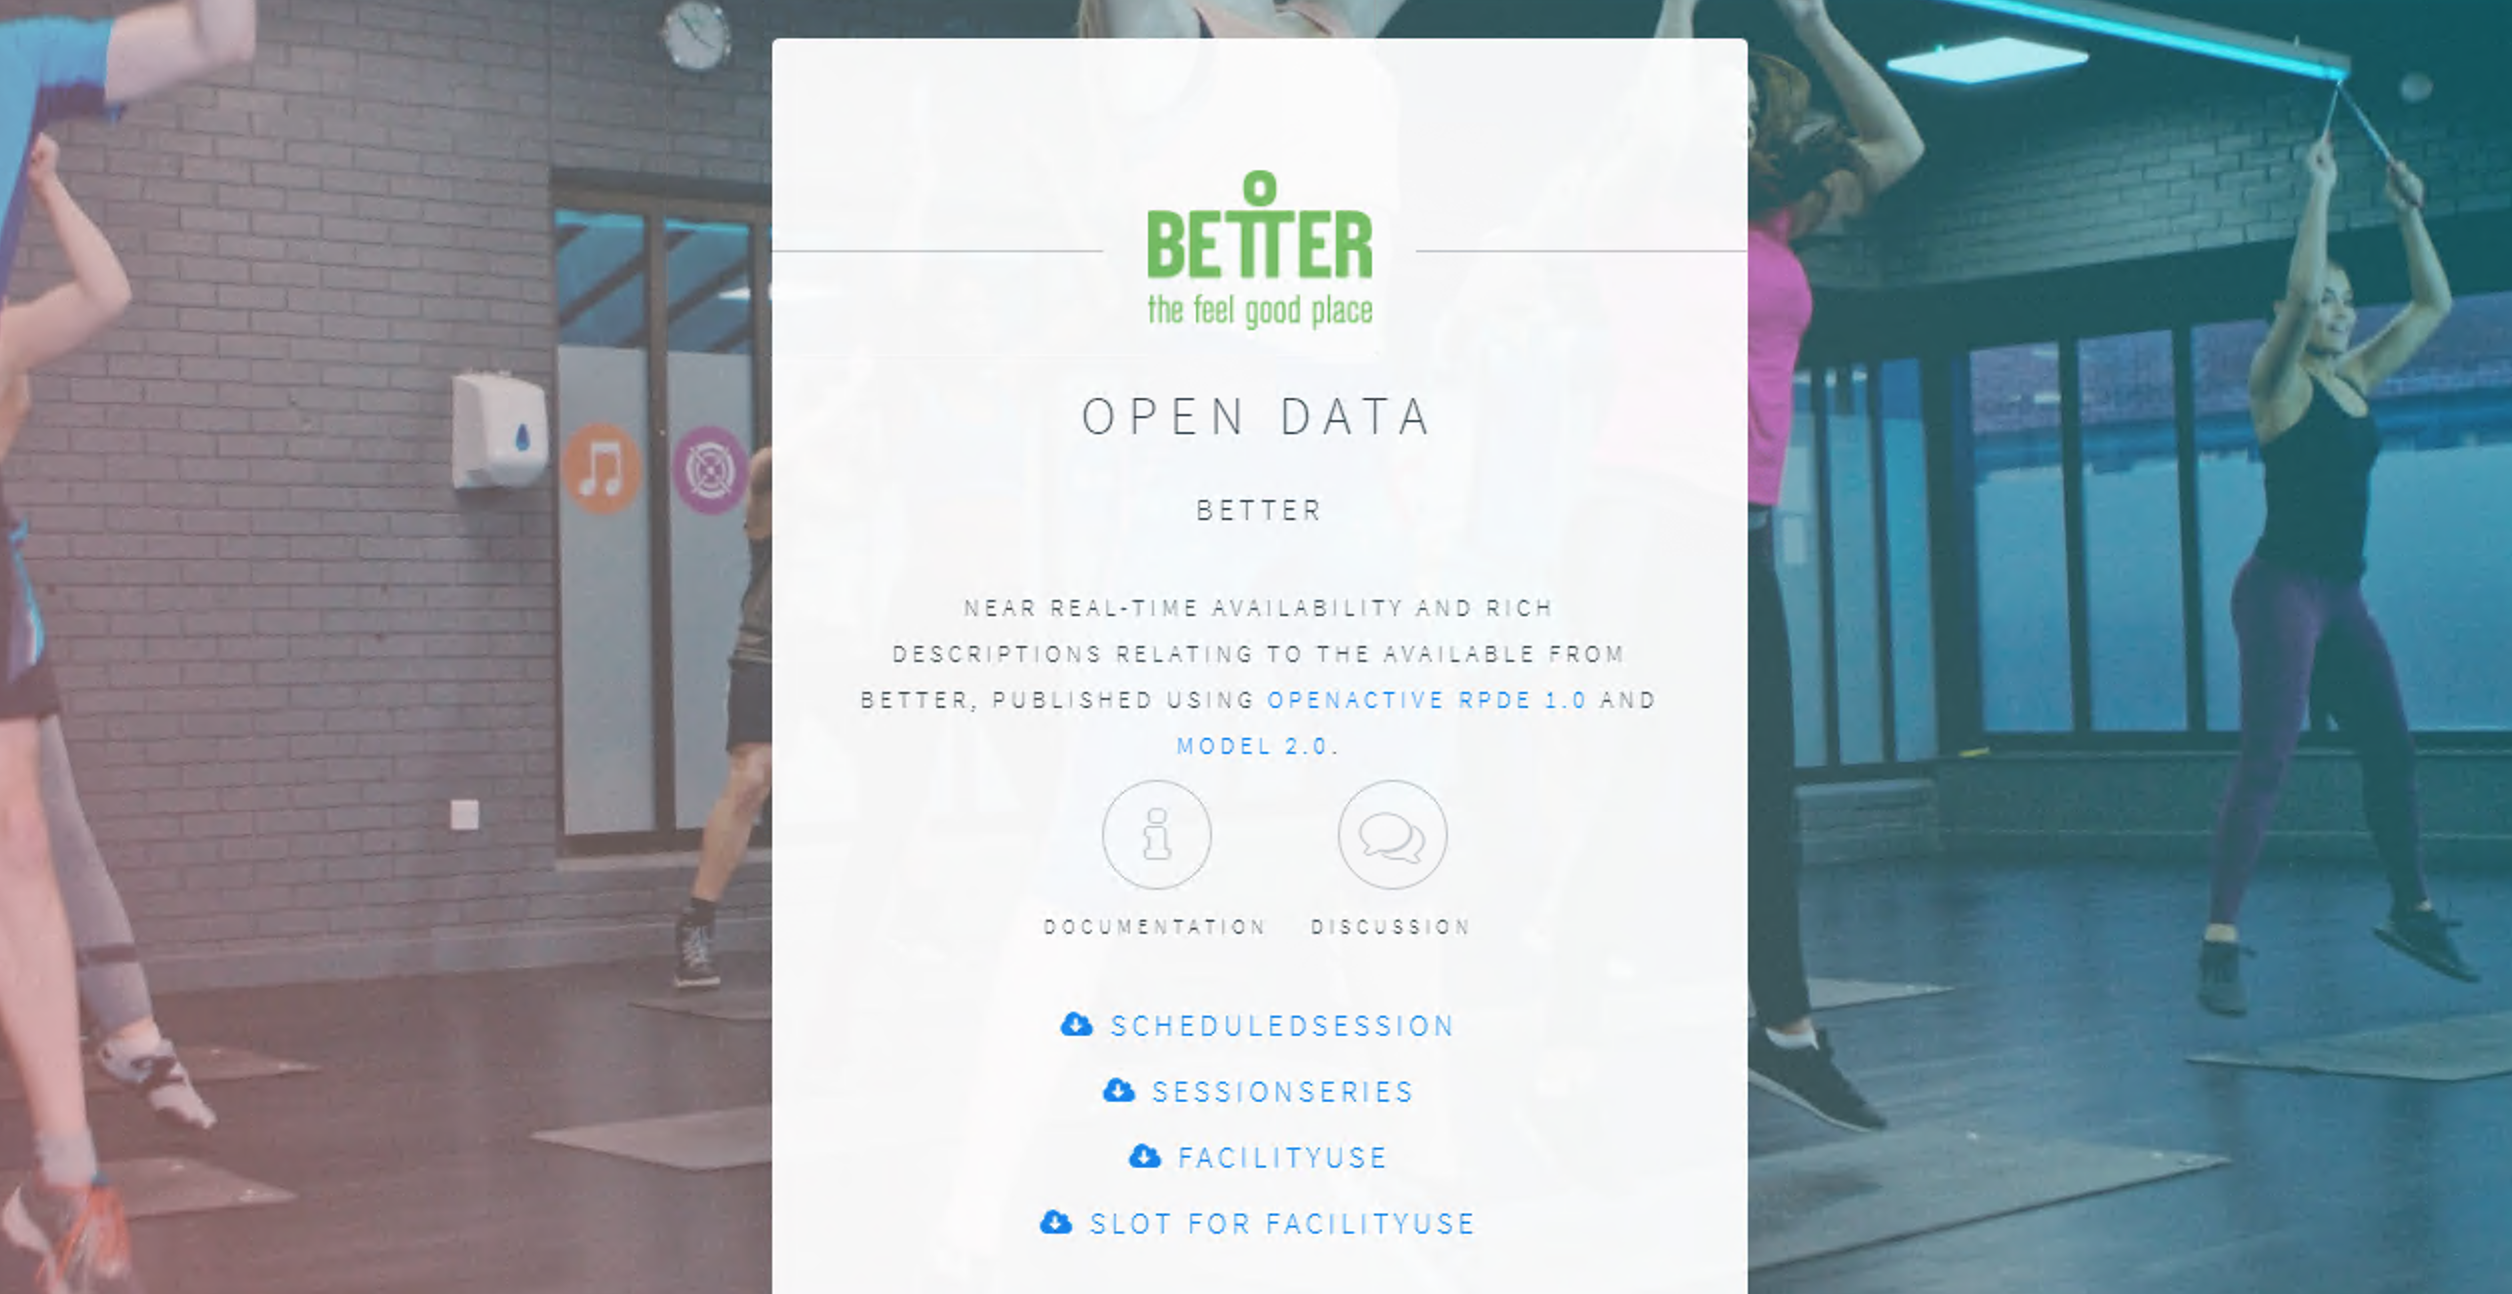 BETTER
the feel good place
OPEN DATA
BETTER
NEAR REAL-TIME AVAILABILITY AND RICH
DESCRIPTIONS RELATING TO THE AVAILABLE FROM
BETTER, PUBLISHED USING OPENACTIVE RPDE 1.0 AND
MODEL 2.0.
DOCUMENTATION DISCUSSION
SCHEDULEDSESSION
SESSIONSERIES
FACILITYUSE
SLOT FOR FACILITYUSE